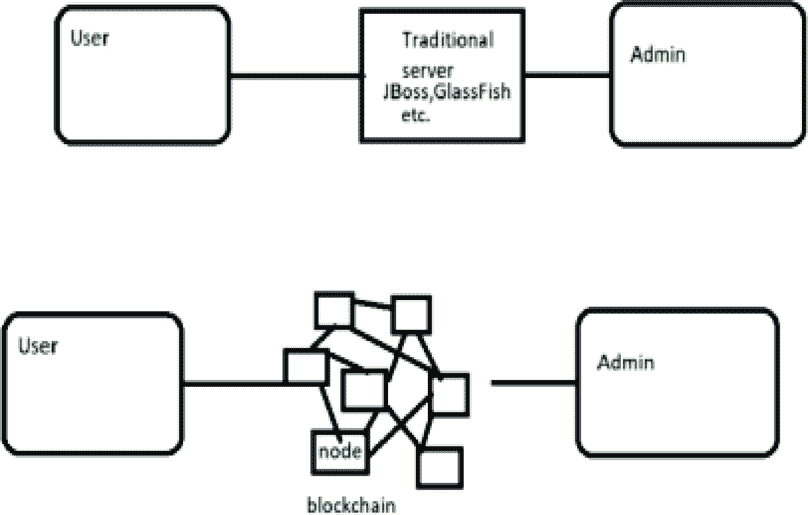 User
Traditional
server
JBoss,GlassFish
etc.
Admin
User
node
blockchain
Admin